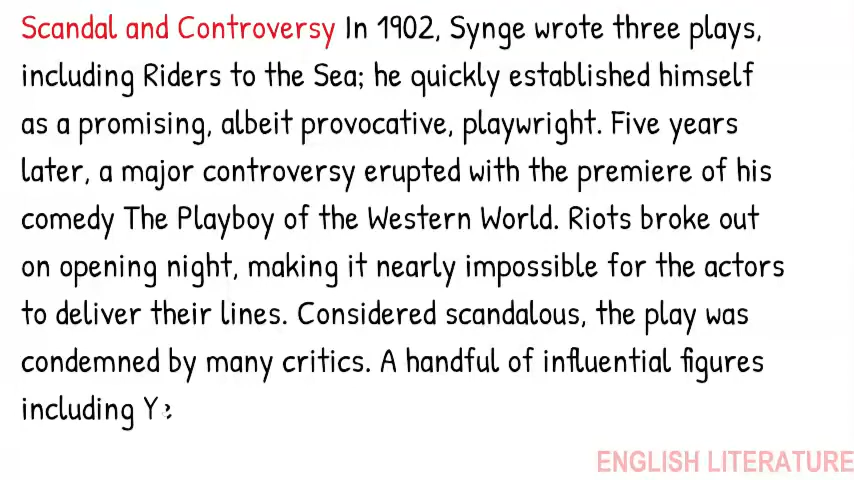 Scandal and Controversy In 1902, Synge wrote three plays,
including Riders to the Sea; he quickly established himself
as a promising, albeit provocative, playwright. Five years
later, a major controversy erupted with the premiere of his
comedy The Playboy of the Western World. Riots broke out
on opening night, making it nearly impossible for the actors
to deliver their lines. Considered scandalous, the play was
condemned by many critics. A handful of influential figures
including
ENGLISH LITERATURE